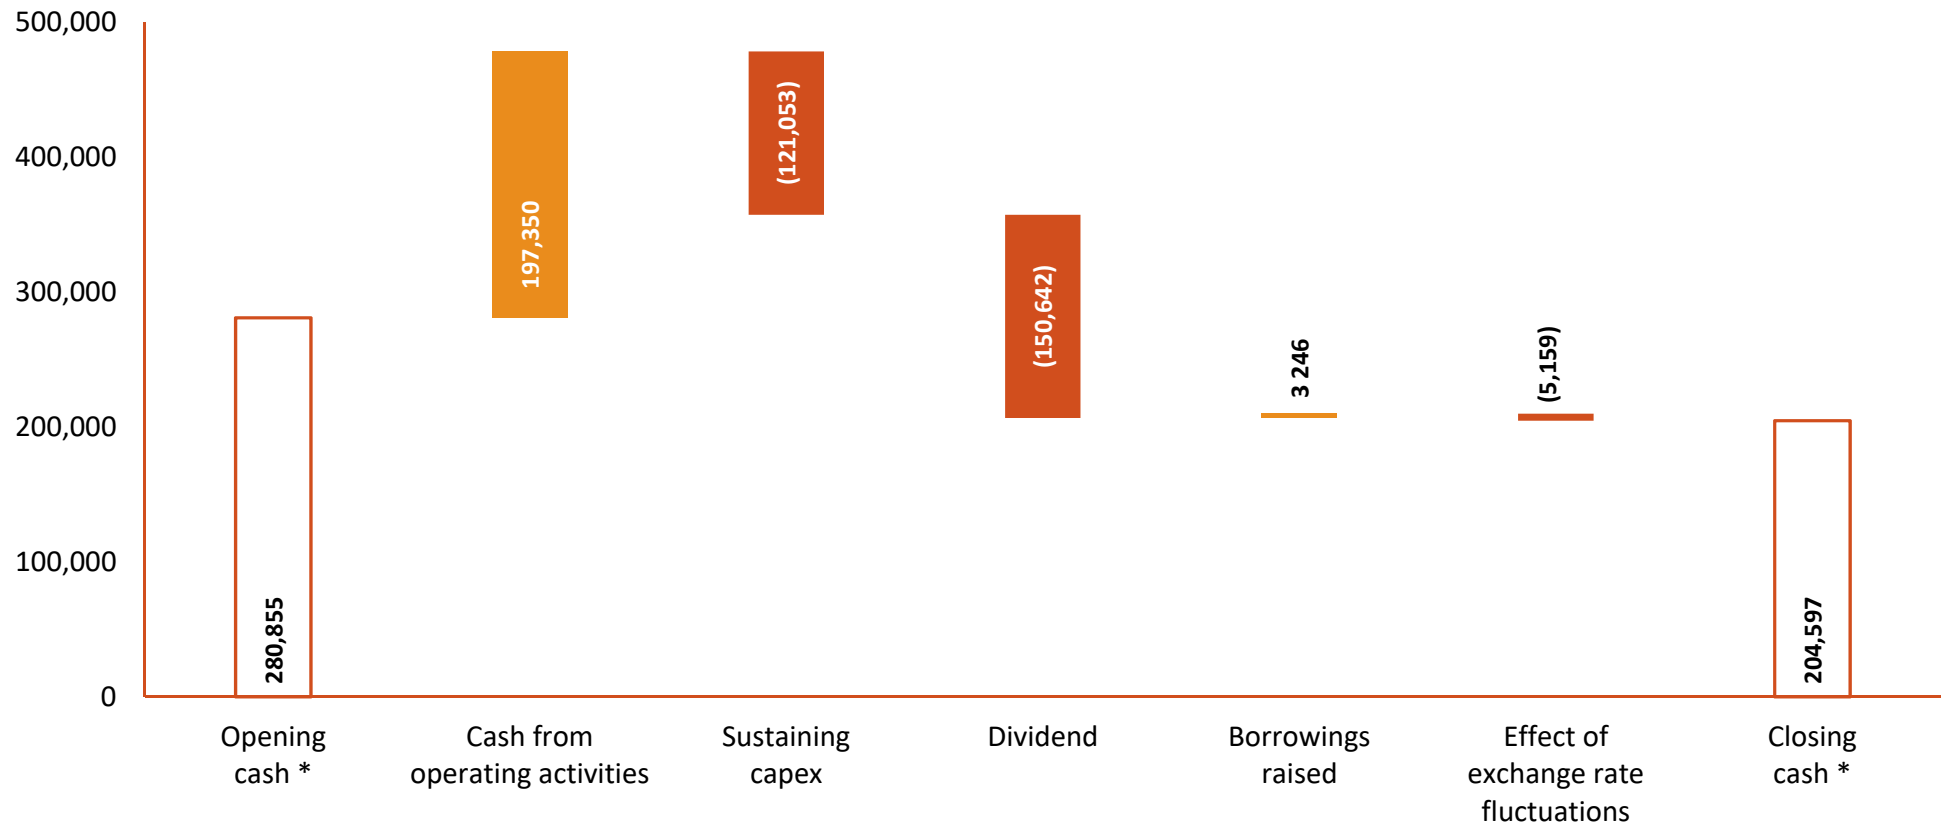 500,000
400,000
300,000
200,000
100,000
0
280,855
197,350
(121,053)
(150,642)
3 246
(5,159)
204,597
Opening
cash *
Cash from
operating activities
Sustaining
capex
Dividend
Borrowings
raised
Effect of
exchange rate
fluctuations
Closing
cash *